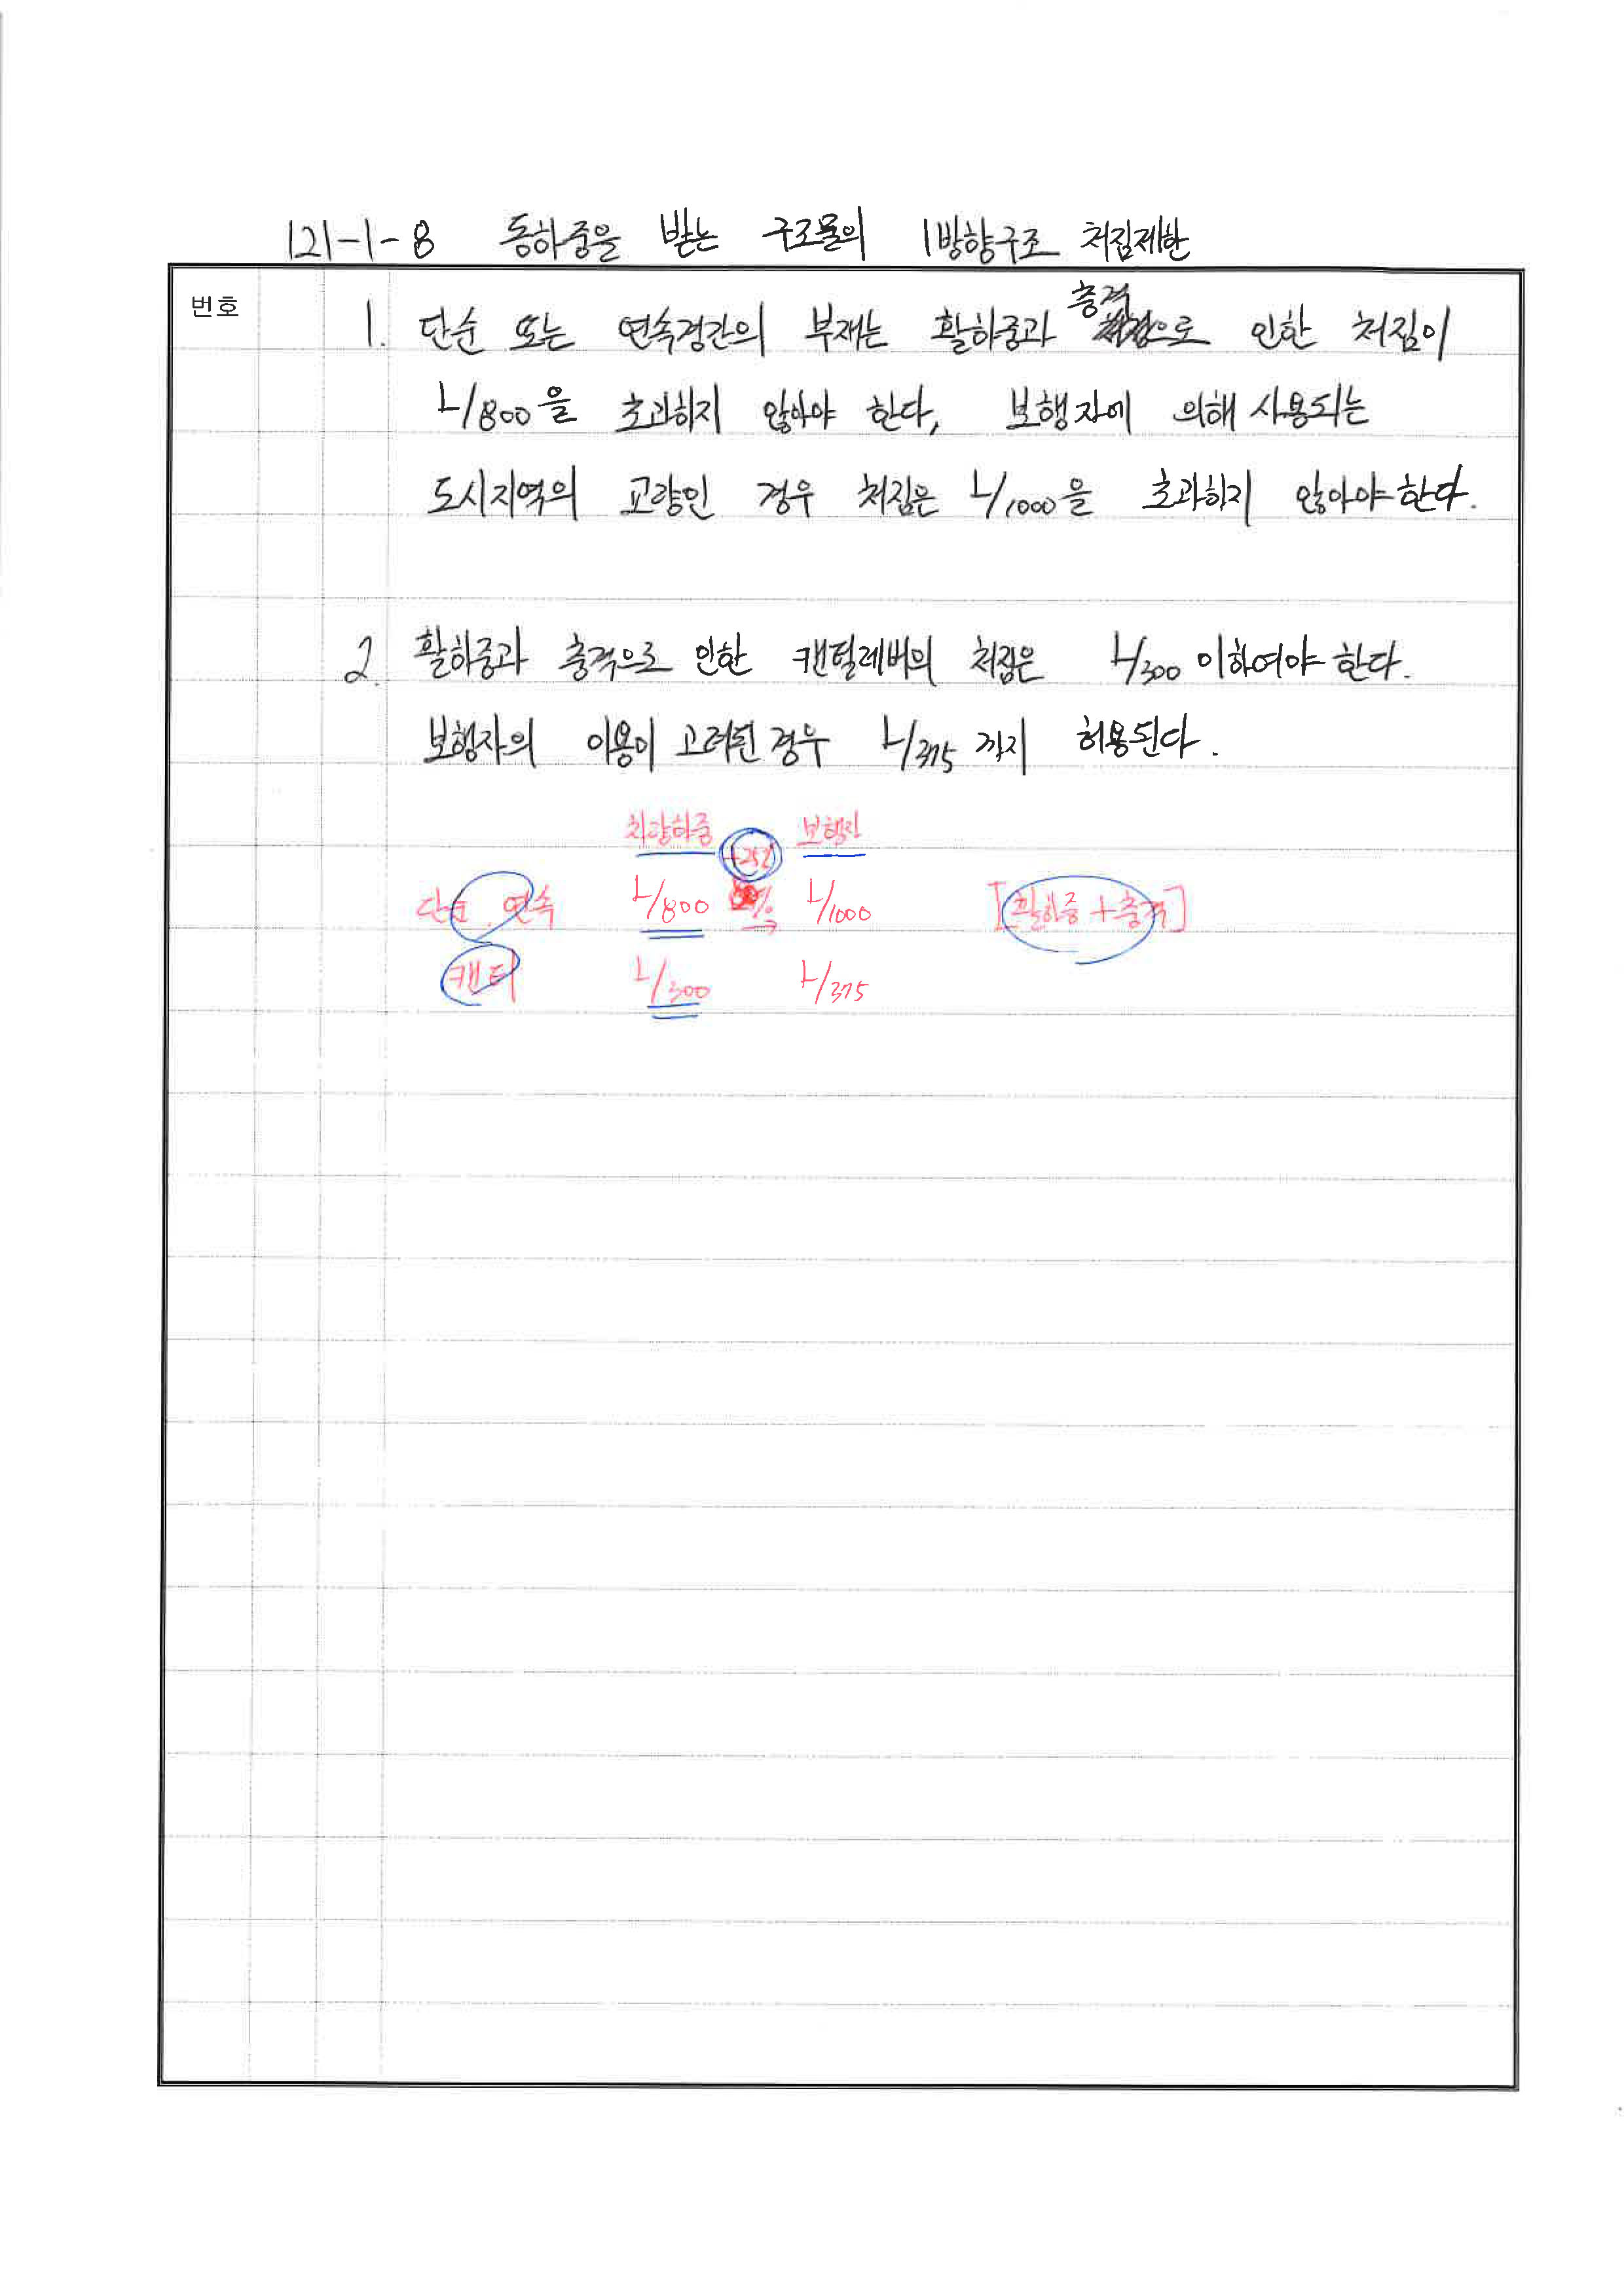 121-1-8 동하중을 받는 구조물의 1방향구조 처짐제한
번호
1. 단순 또는 연속경간의 부재는 활하중과 충격으로 인한 처짐이
L/800을 초과하지 않아야 한다, 보행자에 의해 사용되는
도시지역의 교량인 경우 처짐은 L/1000을 초과하지 않아야한다.
2. 활하중과 충격으로 인한 캔틸레버의 처짐은 L/300 이하여야 한다.
보행자의 이용이 고려된 경우 L/375 까지 허용된다.
차량하중 +25% 보행자
단순, 연속 L/800 → L/1000 [활하중+충격]
캔티 L/300 L/375